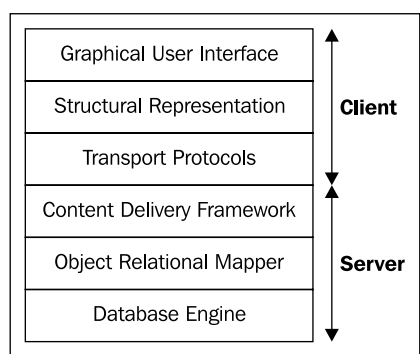 Graphical User Interface
Structural Representation
Client
Transport Protocols
Content Delivery Framework
Object Relational Mapper
Server
Database Engine